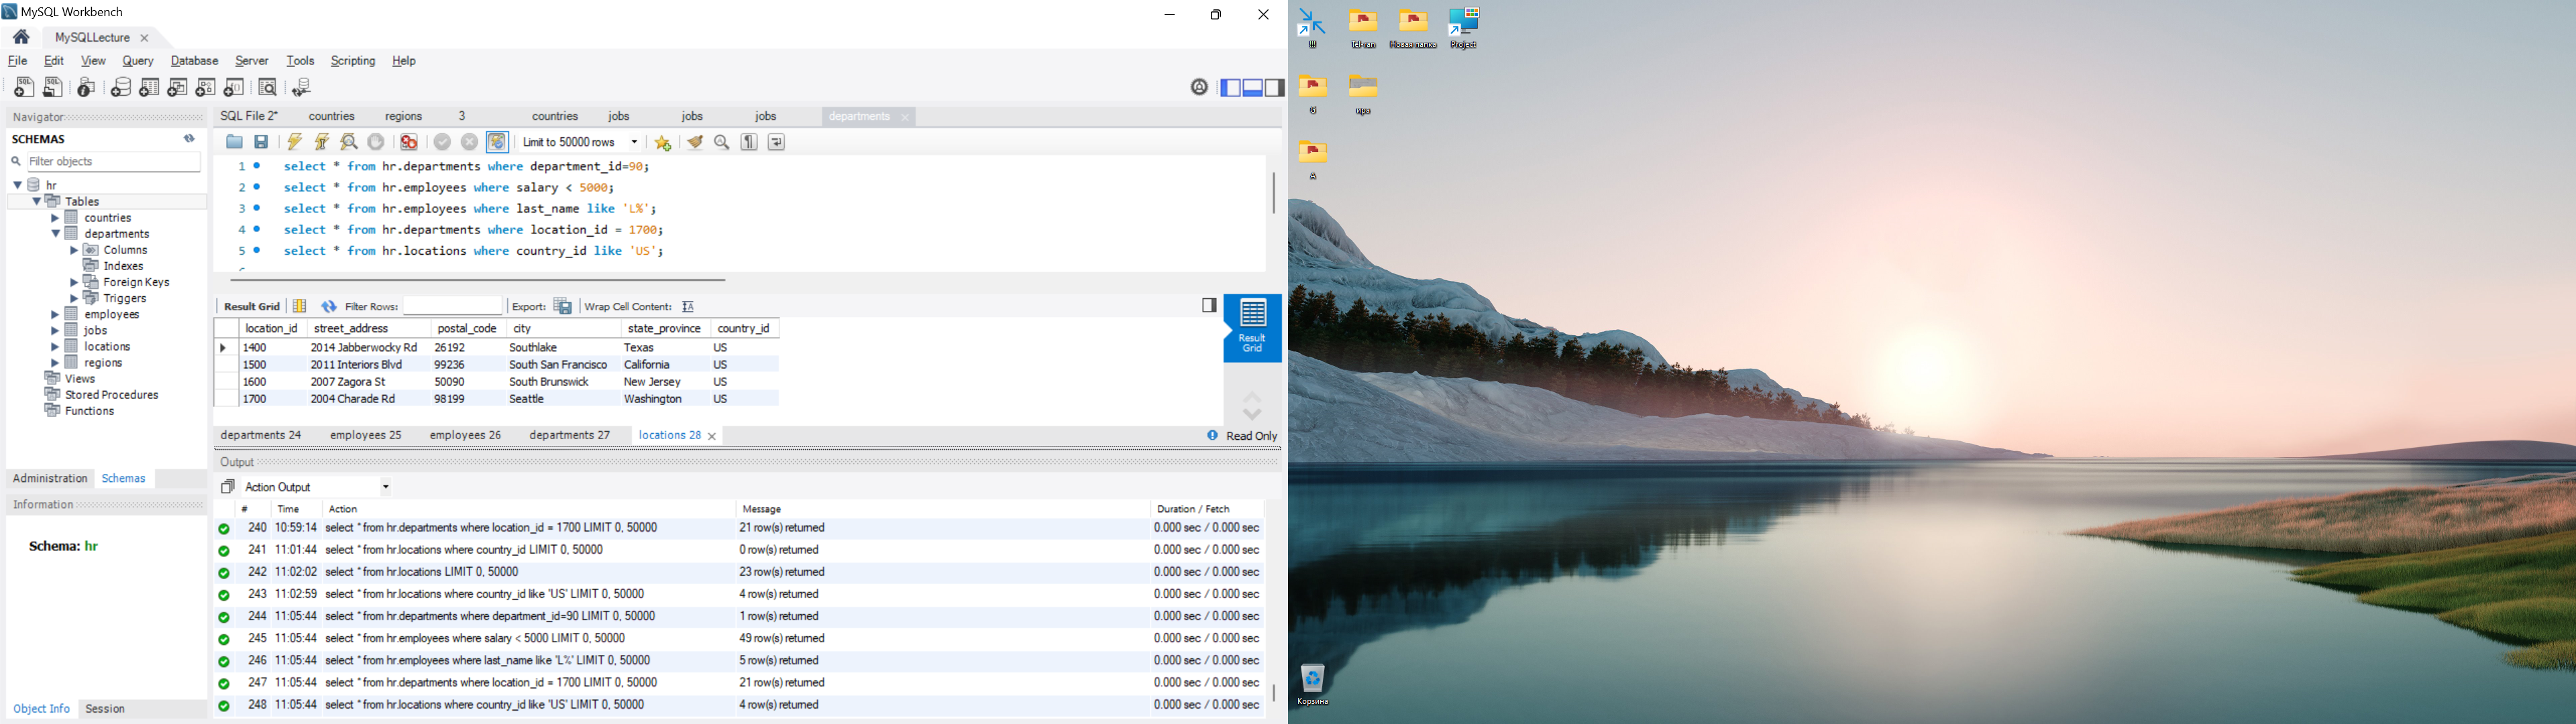 MySQL Workbench
MySQLLecture
File Edit View Query Database Server Tools Scripting Help
Navigator
SCHEMAS
Filter objects
hr
Tables
countries
departments
Columns
Indexes
Foreign Keys
Triggers
employees
jobs
locations
regions
Views
Stored Procedures
Functions
Administration Schemas
Information
Schema: hr
Object Info Session
SQL File 2* countries regions 3 countries jobs jobs jobs departments
Limit to 50000 rows
1 select * from hr.departments where department_id=90;
2 select * from hr.employees where salary < 5000;
3 select * from hr.employees where last_name like 'L%';
4 select * from hr.departments where location_id = 1700;
5 select * from hr.locations where country_id like 'US';
Result Grid Filter Rows: Export: Wrap Cell Content:
location_id street_address postal_code city state_province country_id
1400 2014 Jabberwocky Rd 26192 Southlake Texas US
1500 2011 Interiors Blvd 99236 South San Francisco California US
1600 2007 Zagora St 50090 South Brunswick New Jersey US
1700 2004 Charade Rd 98199 Seattle Washington US
Result
Grid
departments 24 employees 25 employees 26 departments 27 locations 28 Read Only
Output
Action Output
# Time Action Message Duration / Fetch
240 10:59:14 select * from hr.departments where location_id = 1700 LIMIT 0, 50000 21 row(s) returned 0.000 sec / 0.000 sec
241 11:01:44 select * from hr.locations where country_id LIMIT 0, 50000 0 row(s) returned 0.000 sec / 0.000 sec
242 11:02:02 select * from hr.locations LIMIT 0, 50000 23 row(s) returned 0.000 sec / 0.000 sec
243 11:02:59 select * from hr.locations where country_id like 'US' LIMIT 0, 50000 4 row(s) returned 0.000 sec / 0.000 sec
244 11:05:44 select * from hr.departments where department_id=90 LIMIT 0, 50000 1 row(s) returned 0.000 sec / 0.000 sec
245 11:05:44 select * from hr.employees where salary < 5000 LIMIT 0, 50000 49 row(s) returned 0.000 sec / 0.000 sec
246 11:05:44 select * from hr.employees where last_name like 'L%' LIMIT 0, 50000 5 row(s) returned 0.000 sec / 0.000 sec
247 11:05:44 select * from hr.departments where location_id = 1700 LIMIT 0, 50000 21 row(s) returned 0.000 sec / 0.000 sec
248 11:05:44 select * from hr.locations where country_id like 'US' LIMIT 0, 50000 4 row(s) returned 0.000 sec / 0.000 sec
!!! Tel-ran Новая папка Project
G ира
A
Корзина